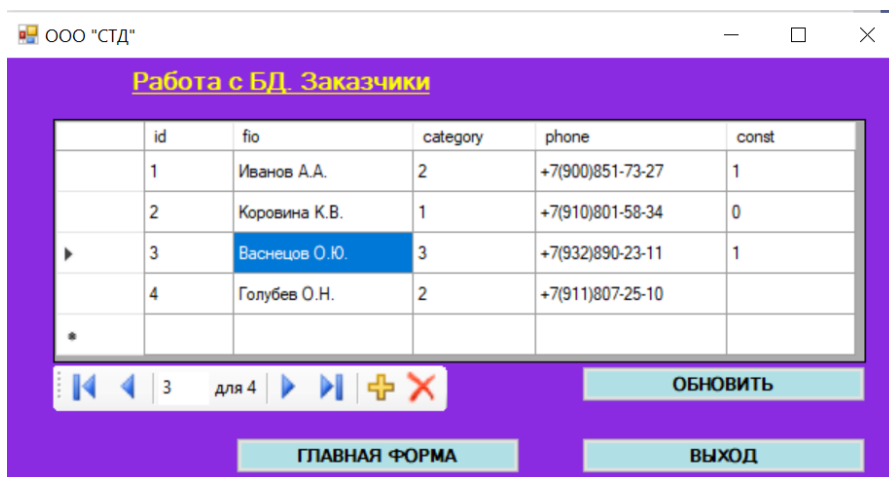 ООО "СТД"
Работа с БД. Заказчики
id fio category phone const
1 Иванов А.А. 2 +7(900)851-73-27 1
2 Коровина К.В. 1 +7(910)801-58-34 0
3 Васнецов О.Ю. 3 +7(932)890-23-11 1
4 Голубев О.Н. 2 +7(911)807-25-10
3 для 4
ОБНОВИТЬ
ГЛАВНАЯ ФОРМА
ВЫХОД